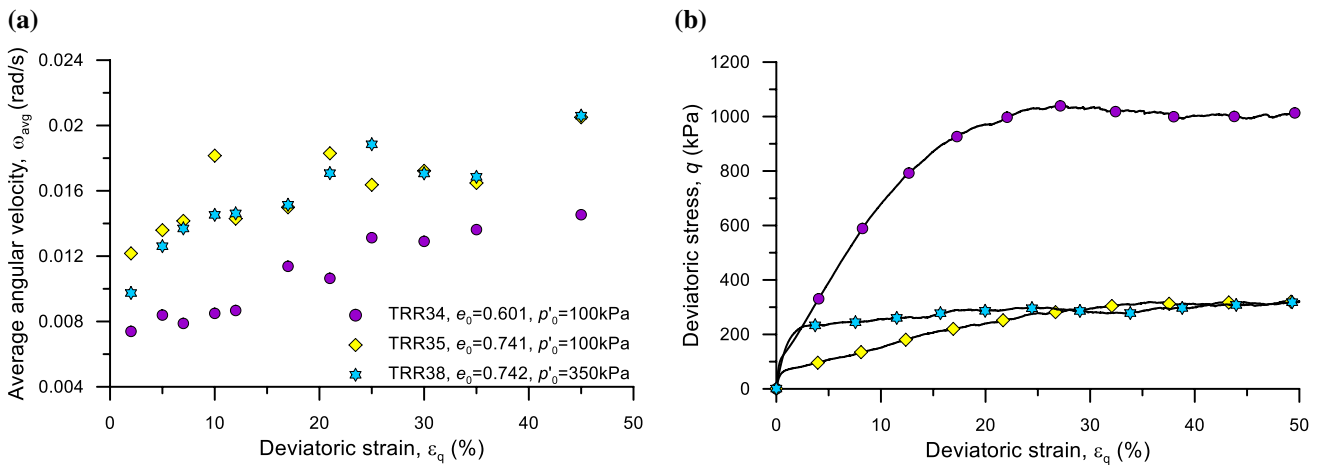 (a)
Average angular velocity, ωavg (rad/s)
0.024
0.02
0.016
0.012
0.008
0.004
0
10
20
30
40
50
Deviatoric strain, εq (%)
TRR34, e0=0.601, p'0=100kPa
TRR35, e0=0.741, p'0=100kPa
TRR38, e0=0.742, p'0=350kPa
(b)
Deviatoric stress, q (kPa)
1200
1000
800
600
400
200
0
0
10
20
30
40
50
Deviatoric strain, εq (%)